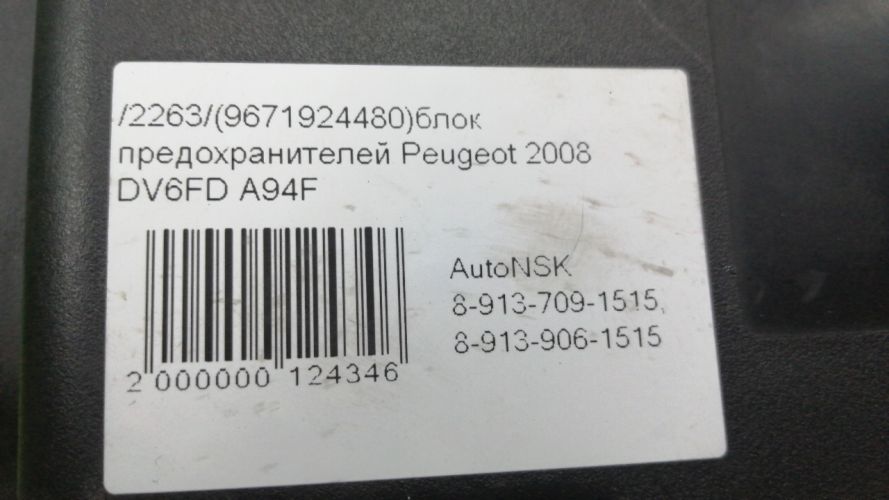 /2263/(9671924480)блок
предохранителей Peugeot 2008
DV6FD A94F
AutoNSK
8-913-709-1515,
8-913-906-1515
2 000000 124346